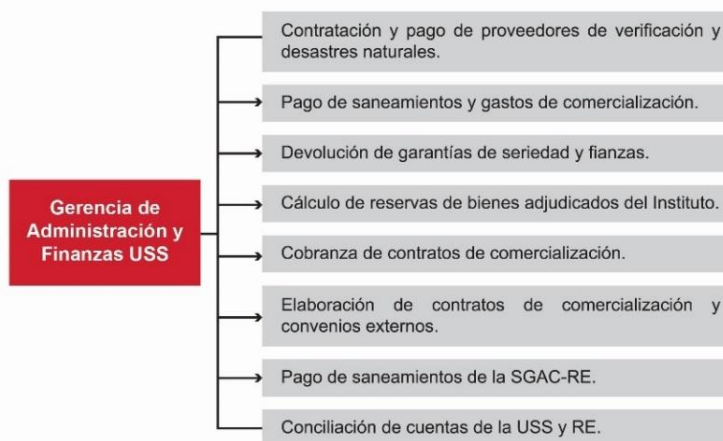 Contratación y pago de proveedores de verificación y
desastres naturales.
Pago de saneamientos y gastos de comercialización.
Devolución de garantías de seriedad y fianzas.
Gerencia de
Administración y
Finanzas USS
Cálculo de reservas de bienes adjudicados del Instituto.
Cobranza de contratos de comercialización.
Elaboración de contratos de comercialización y
convenios externos.
Pago de saneamientos de la SGAC-RE.
Conciliación de cuentas de la USS y RE.